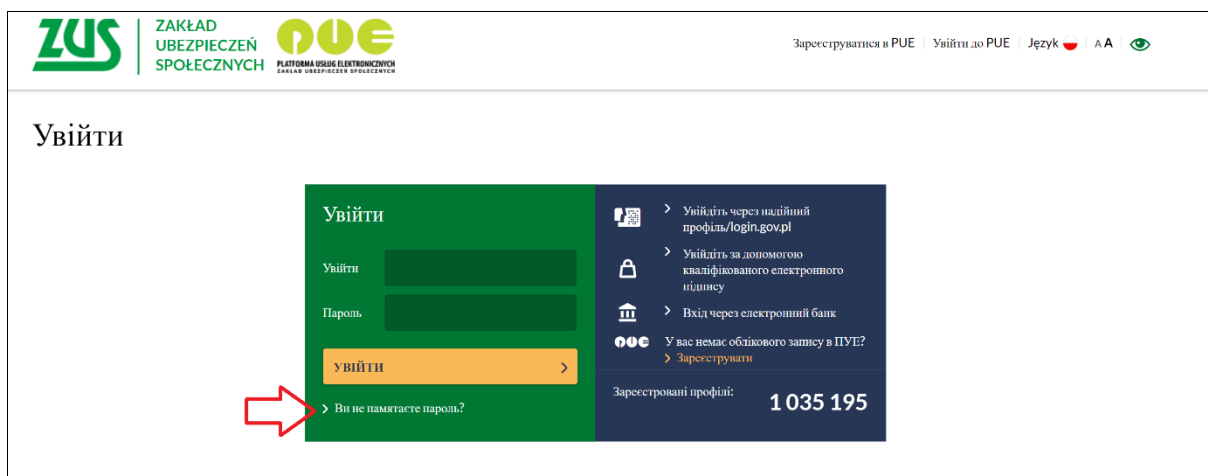 ZUS
ZAKŁAD
UBEZPIECZEŃ
SPOŁECZNYCH
PUE
PLATFORMA USŁUG ELEKTRONICZNYCH
ZAKŁAD UBEZPIECZEŃ SPOŁECZNYCH
Зареєструватися в PUE Увійти до PUE Język A A
Увійти
Увійти
Увійти
Пароль
УВІЙТИ
Ви не памятаєте пароль?
Увійдіть через надійний
профіль/login.gov.pl
Увійдіть за допомогою
кваліфікованого електронного
підпису
Вхід через електронний банк
PUE У вас немає облікового запису в ПУЕ?
Зареєструвати
Зареєстровані профілі:
1 035 195